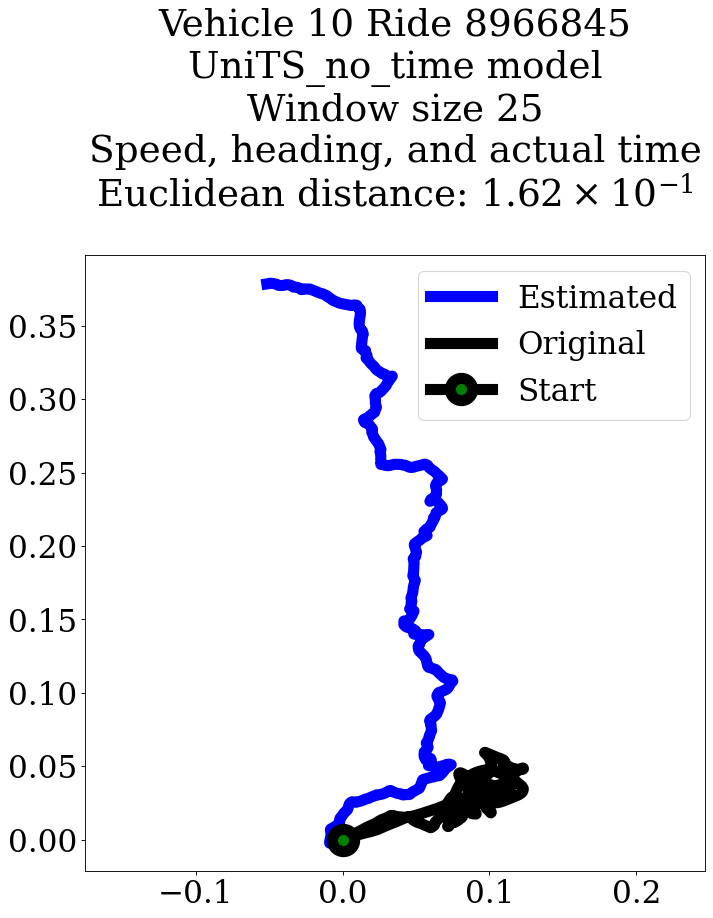 Vehicle 10 Ride 8966845
UniTS_no_time model
Window size 25
Speed, heading, and actual time
Euclidean distance: 1.62 × 10⁻¹
Estimated
Original
Start
0.35
0.30
0.25
0.20
0.15
0.10
0.05
0.00
−0.1 0.0 0.1 0.2